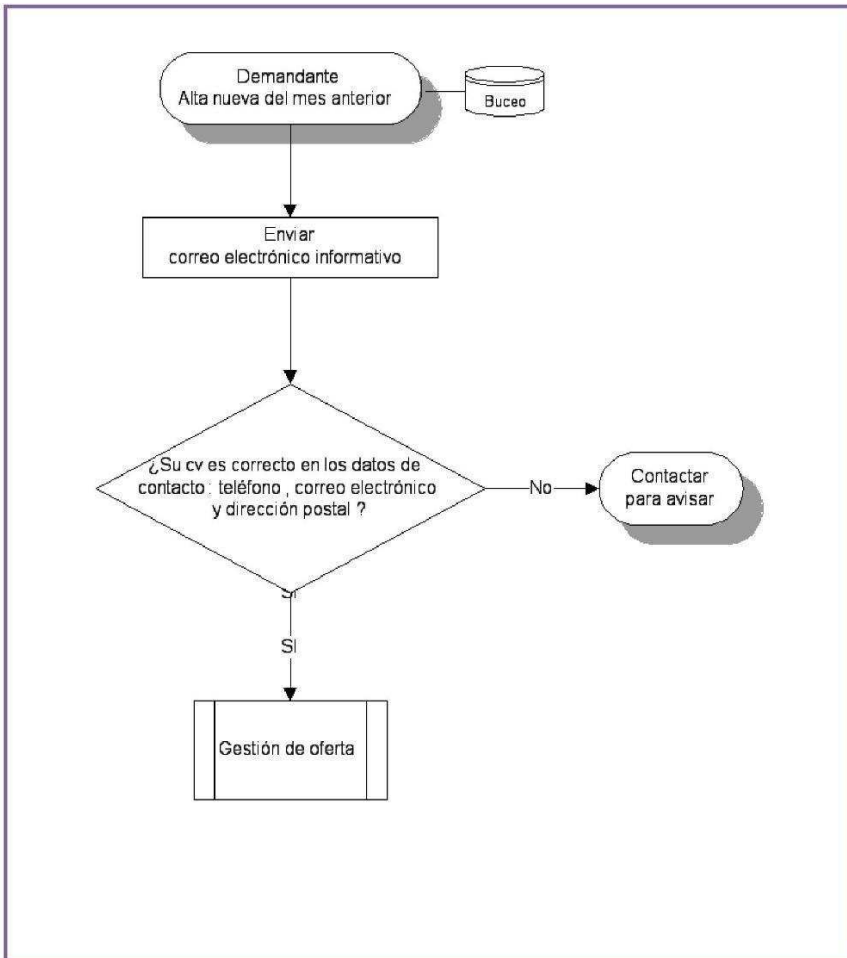 Demandante
Alta nueva del mes anterior
Buceo
Enviar
correo electrónico informativo
¿Su cv es correcto en los datos de
contacto : teléfono , correo electrónico
y dirección postal ?
No
Contactar
para avisar
SI
SI
Gestión de oferta